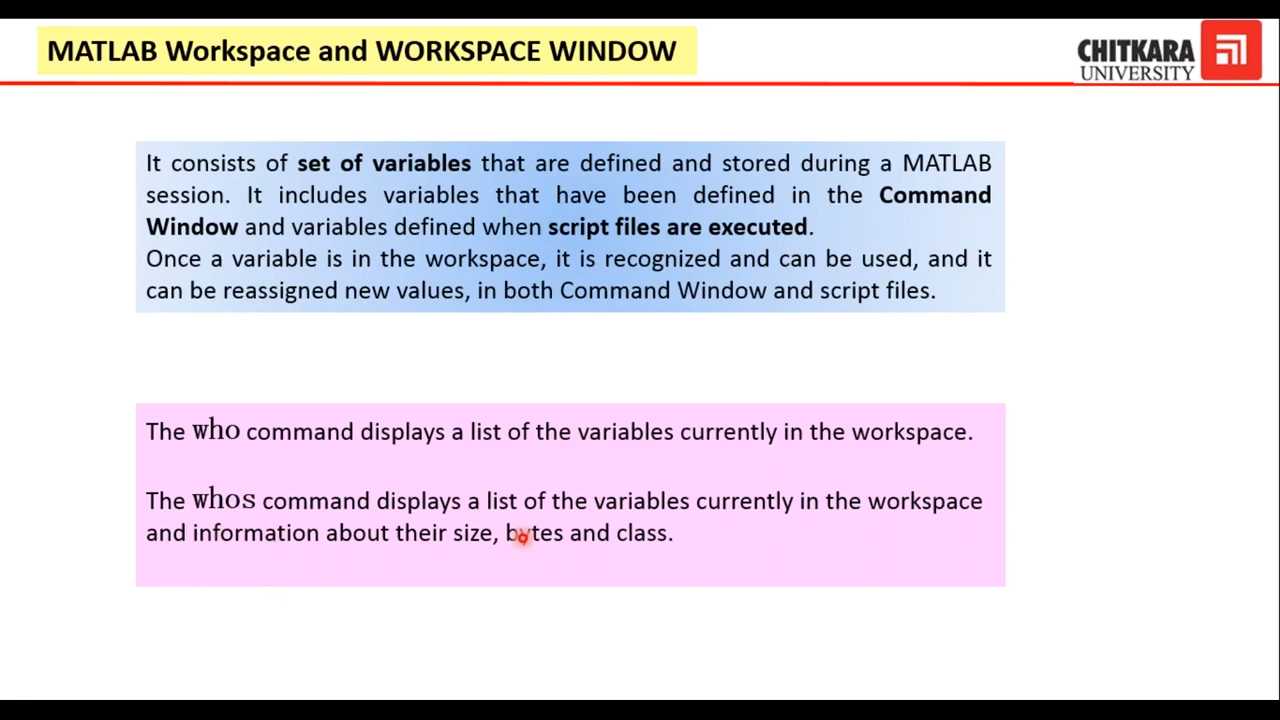 MATLAB Workspace and WORKSPACE WINDOW
CHITKARA
UNIVERSITY
It consists of set of variables that are defined and stored during a MATLAB
session. It includes variables that have been defined in the Command
Window and variables defined when script files are executed.
Once a variable is in the workspace, it is recognized and can be used, and it
can be reassigned new values, in both Command Window and script files.
The who command displays a list of the variables currently in the workspace.
The whos command displays a list of the variables currently in the workspace
and information about their size, bytes and class.